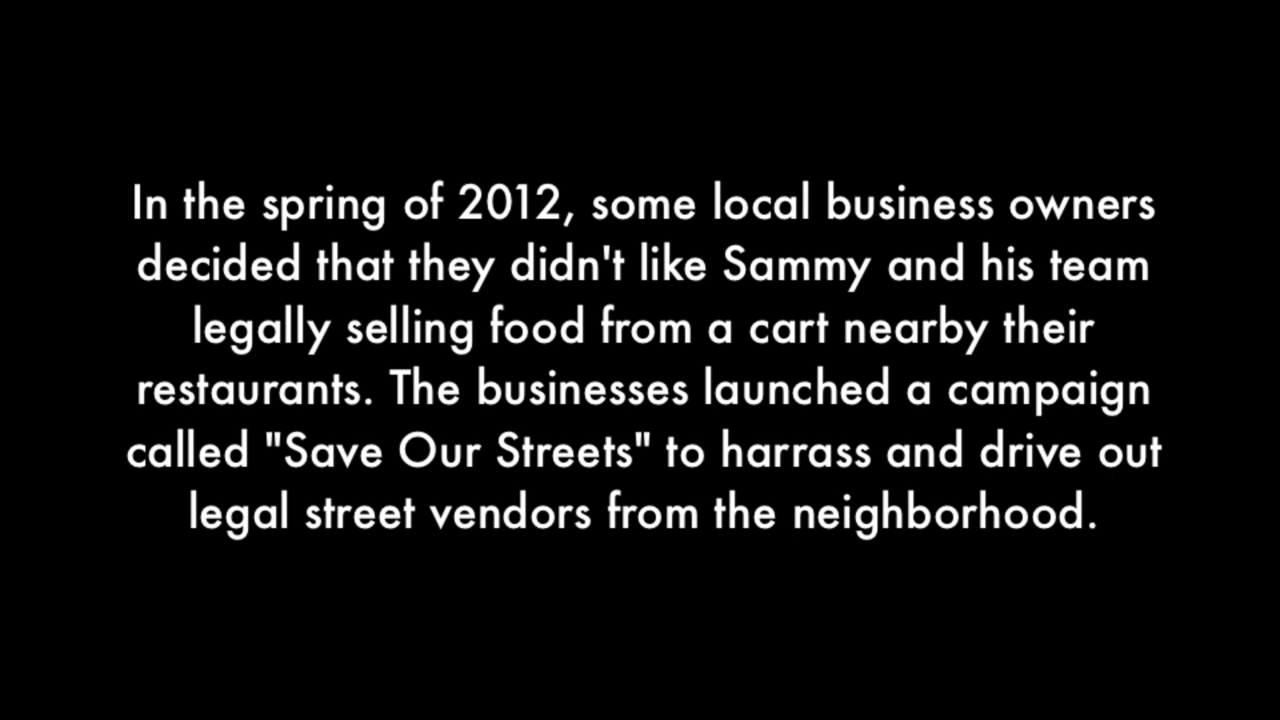 In the spring of 2012, some local business owners
decided that they didn't like Sammy and his team
legally selling food from a cart nearby their
restaurants. The businesses launched a campaign
called "Save Our Streets" to harrass and drive out
legal street vendors from the neighborhood.